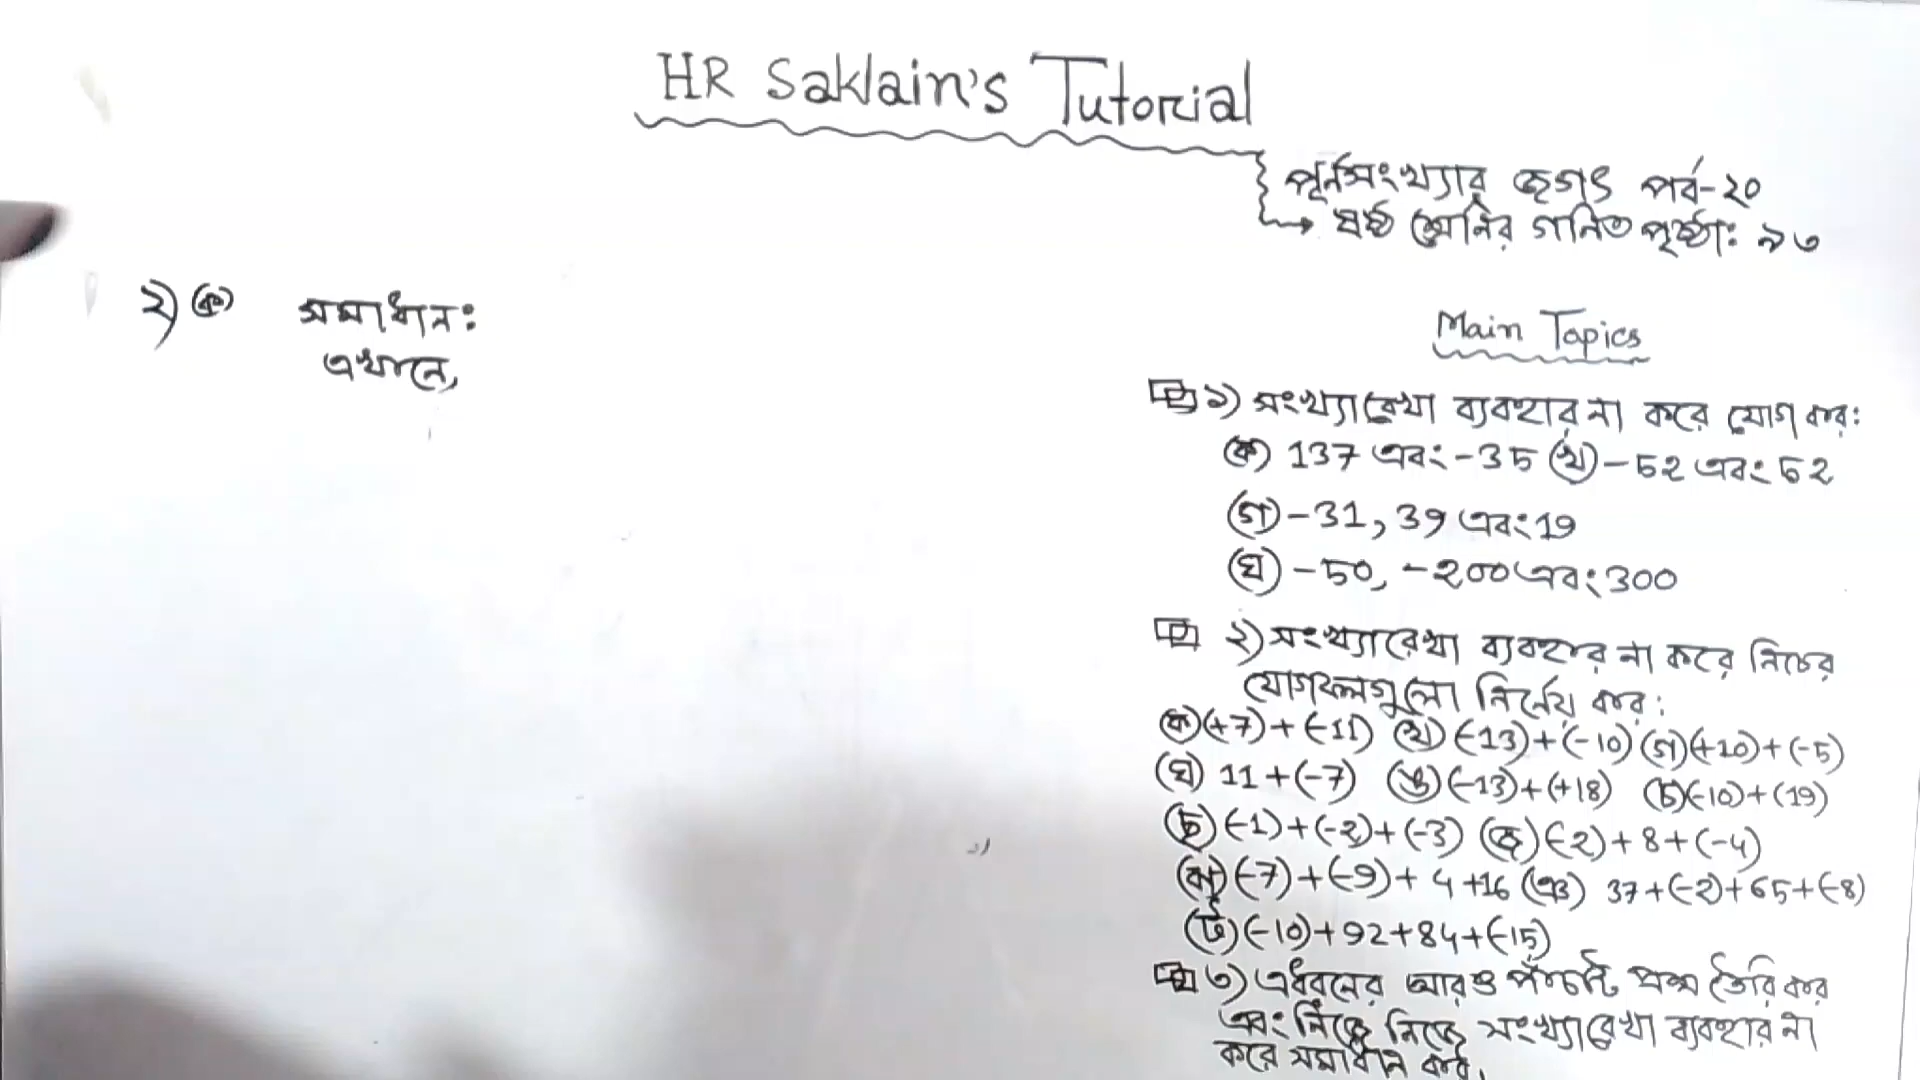 HR Saklain's Tutorial
পূর্নসংখ্যার জগৎ পর্ব-২০
→ ষষ্ঠ শ্রেনির গনিত পৃষ্ঠা: ৯৩
২) (ক) সমাধান:
এখানে,
Main Topics
১) সংখ্যারেখা ব্যবহার না করে যোগ কর:
(ক) 137 এবং -35 (খ) -52 এবং 52
(গ) -31, 39 এবং 19
(ঘ) -50, -200 এবং 300
২) সংখ্যারেখা ব্যবহার না করে নিচের
যোগফলগুলো নির্নেয় কর:
(ক) (+7) + (-11) (খ) (-13) + (-10) (গ) (+10) + (-5)
(ঘ) 11 + (-7) (ঙ) (-13) + (+18) (চ) (-10) + (19)
(ছ) (-1) + (-2) + (-3) (জ) (-2) + 8 + (-4)
(ঝ) (-7) + (-9) + 4 + 16 (ঞ) 37 + (-2) + 65 + (-8)
(ট) (-10) + 92 + 84 + (-15)
৩) এধরনের আরও পাঁচটি প্রশ্ন তৈরি কর
এবং নিজে নিজে সংখ্যারেখা ব্যবহার না
করে সমাধান কর।